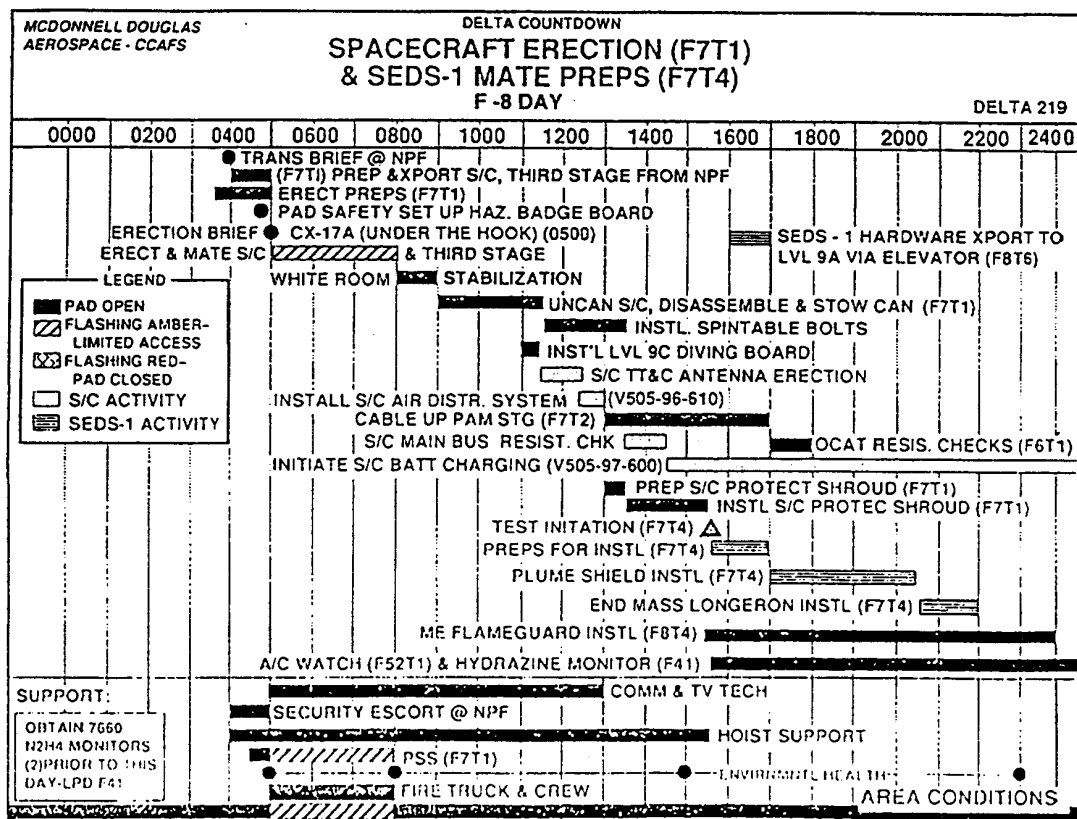 MCDONNELL DOUGLAS
AEROSPACE - CCAFS
DELTA COUNTDOWN
SPACECRAFT ERECTION (F7T1)
& SEDS-1 MATE PREPS (F7T4)
F -8 DAY
DELTA 219
0000 0200 0400 0600 0800 1000 1200 1400 1600 1800 2000 2200 2400
TRANS BRIEF @ NPF
(F7TI) PREP &XPORT S/C, THIRD STAGE FROM NPF
ERECT PREPS (F7T1)
PAD SAFETY SET UP HAZ. BADGE BOARD
ERECTION BRIEF CX-17A (UNDER THE HOOK) (0500)
ERECT & MATE S/C & THIRD STAGE
SEDS - 1 HARDWARE XPORT TO
LVL 9A VIA ELEVATOR (F8T6)
WHITE ROOM STABILIZATION
LEGEND
PAD OPEN
FLASHING AMBER-
LIMITED ACCESS
FLASHING RED-
PAD CLOSED
S/C ACTIVITY
SEDS-1 ACTIVITY
UNCAN S/C, DISASSEMBLE & STOW CAN (F7T1)
INSTL. SPINTABLE BOLTS
INST'L LVL 9C DIVING BOARD
S/C TT&C ANTENNA ERECTION
INSTALL S/C AIR DISTR. SYSTEM (V505-96-610)
CABLE UP PAM STG (F7T2)
S/C MAIN BUS RESIST. CHK
OCAT RESIS. CHECKS (F6T1)
INITIATE S/C BATT CHARGING (V505-97-600)
PREP S/C PROTECT SHROUD (F7T1)
INSTL S/C PROTEC SHROUD (F7T1)
TEST INITATION (F7T4)
PREPS FOR INSTL (F7T4)
PLUME SHIELD INSTL (F7T4)
END MASS LONGERON INSTL (F7T4)
ME FLAMEGUARD INSTL (F8T4)
A/C WATCH (F52T1) & HYDRAZINE MONITOR (F41)
SUPPORT:
OBTAIN 7660
N2H4 MONITORS
(2)PRIOR TO THIS
DAY-LPD F41
COMM & TV TECH
SECURITY ESCORT @ NPF
HOIST SUPPORT
PSS (F7T1)
ENVIRNMNTL HEALTH
FIRE TRUCK & CREW
AREA CONDITIONS